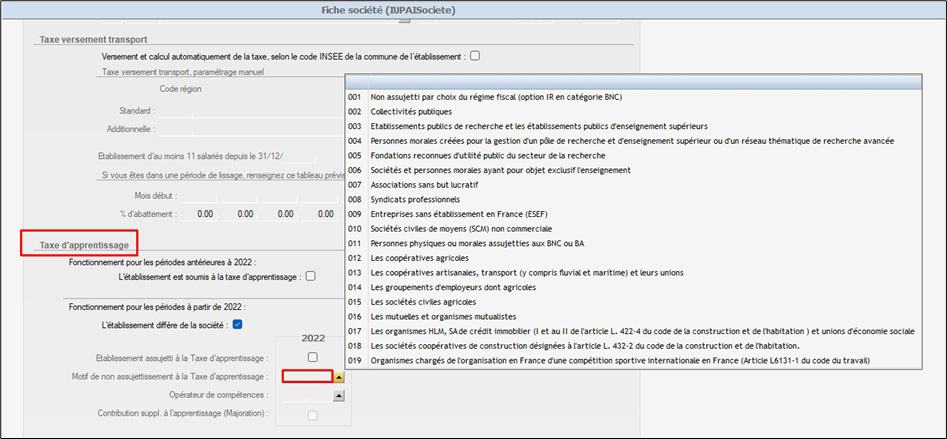 Fiche société (IUPAISociete)
Taxe versement transport
Versement et calcul automatiquement de la taxe, selon le code INSEE de la commune de l'établissement :
Taxe versement transport, paramétrage manuel
Code région
Standard :
Additionnelle :
Etablissement d'au moins 11 salariés depuis le 31/12/
Si vous êtes dans une période de lissage, renseignez ce tableau prévis
Mois début :
% d'abattement : 0.00 0.00 0.00 0.00
Taxe d'apprentissage
Fonctionnement pour les périodes antérieures à 2022 :
L'établissement est soumis à la taxe d'apprentissage :
Fonctionnement pour les périodes à partir de 2022 :
L'établissement diffère de la société :
2022
Etablissement assujetti à la Taxe d'apprentissage :
Motif de non assujettissement à la Taxe d'apprentissage :
Opérateur de compétences :
Contribution suppl. à l'apprentissage (Majoration) :
001 Non assujetti par choix du régime fiscal (option IR en catégorie BNC)
002 Collectivités publiques
003 Etablissements publics de recherche et les établissements publics d'enseignement supérieurs
004 Personnes morales créées pour la gestion d'un pôle de recherche et d'enseignement supérieur ou d'un réseau thématique de recherche avancée
005 Fondations reconnues d'utilité public du secteur de la recherche
006 Sociétés et personnes morales ayant pour objet exclusif l'enseignement
007 Associations sans but lucratif
008 Syndicats professionnels
009 Entreprises sans établissement en France (ESEF)
010 Sociétés civiles de moyens (SCM) non commerciale
011 Personnes physiques ou morales assujetties aux BNC ou BA
012 Les coopératives agricoles
013 Les coopératives artisanales, transport (y compris fluvial et maritime) et leurs unions
014 Les groupements d'employeurs dont agricoles
015 Les sociétés civiles agricoles
016 Les mutuelles et organismes mutualistes
017 Les organismes HLM, SA de crédit immobilier (I et au II de l'article L. 422-4 du code de la construction et de l'habitation ) et unions d'économie sociale
018 Les sociétés coopératives de construction désignées à l'article L. 432-2 du code de la construction et de l'habitation.
019 Organismes chargés de l'organisation en France d'une compétition sportive internationale en France (Article L6131-1 du code du travail)